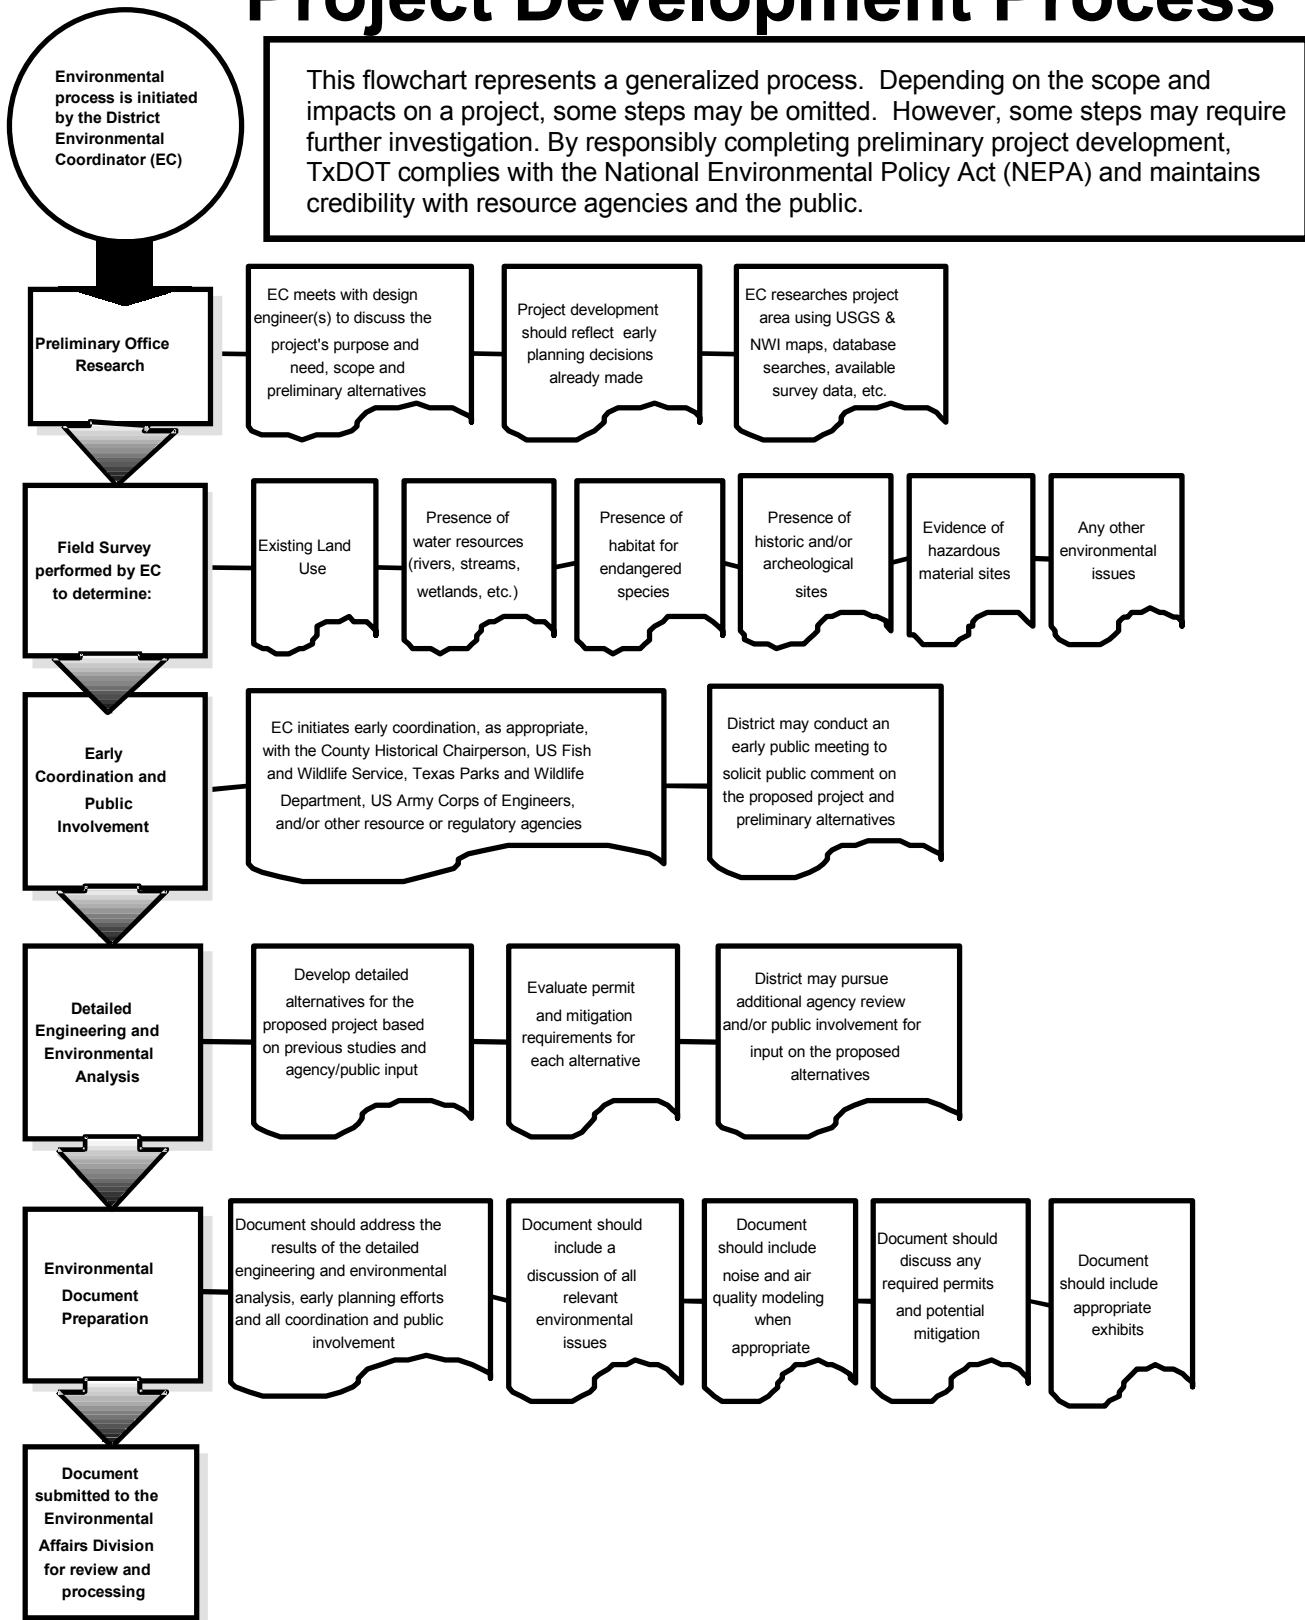 Project Development Process
Environmental
process is initiated
by the District
Environmental
Coordinator (EC)
This flowchart represents a generalized process. Depending on the scope and
impacts on a project, some steps may be omitted. However, some steps may require
further investigation. By responsibly completing preliminary project development,
TxDOT complies with the National Environmental Policy Act (NEPA) and maintains
credibility with resource agencies and the public.
Preliminary Office
Research
EC meets with design
engineer(s) to discuss the
project's purpose and
need, scope and
preliminary alternatives
Project development
should reflect early
planning decisions
already made
EC researches project
area using USGS &
NWI maps, database
searches, available
survey data, etc.
Field Survey
performed by EC
to determine:
Existing Land
Use
Presence of
water resources
(rivers, streams,
wetlands, etc.)
Presence of
habitat for
endangered
species
Presence of
historic and/or
archeological
sites
Evidence of
hazardous
material sites
Any other
environmental
issues
Early
Coordination and
Public
Involvement
EC initiates early coordination, as appropriate,
with the County Historical Chairperson, US Fish
and Wildlife Service, Texas Parks and Wildlife
Department, US Army Corps of Engineers,
and/or other resource or regulatory agencies
District may conduct an
early public meeting to
solicit public comment on
the proposed project and
preliminary alternatives
Detailed
Engineering and
Environmental
Analysis
Develop detailed
alternatives for the
proposed project based
on previous studies and
agency/public input
Evaluate permit
and mitigation
requirements for
each alternative
District may pursue
additional agency review
and/or public involvement for
input on the proposed
alternatives
Environmental
Document
Preparation
Document should address the
results of the detailed
engineering and environmental
analysis, early planning efforts
and all coordination and public
involvement
Document should
include a
discussion of all
relevant
environmental
issues
Document
should include
noise and air
quality modeling
when
appropriate
Document should
discuss any
required permits
and potential
mitigation
Document
should include
appropriate
exhibits
Document
submitted to the
Environmental
Affairs Division
for review and
processing